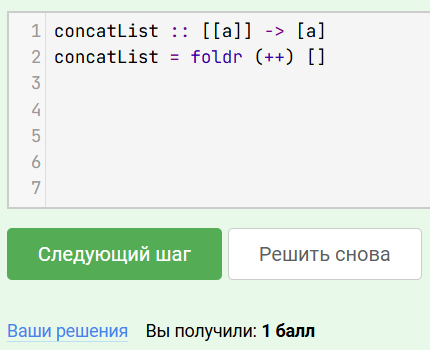 1 concatList :: [[a]] -> [a]
2 concatList = foldr (++) []
3
4
5
6
7
Следующий шаг Решить снова
Ваши решения Вы получили: 1 балл